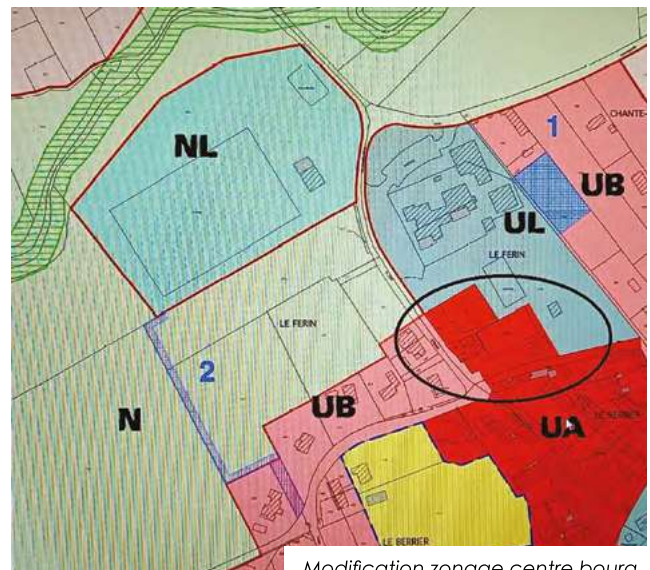 1
CHANTE-
NL
UB
UL
LE FERIN
LE FERIN
2
N
UB
UA
LE BERRIER
LE BERRIER
Modification zonage centre bourg